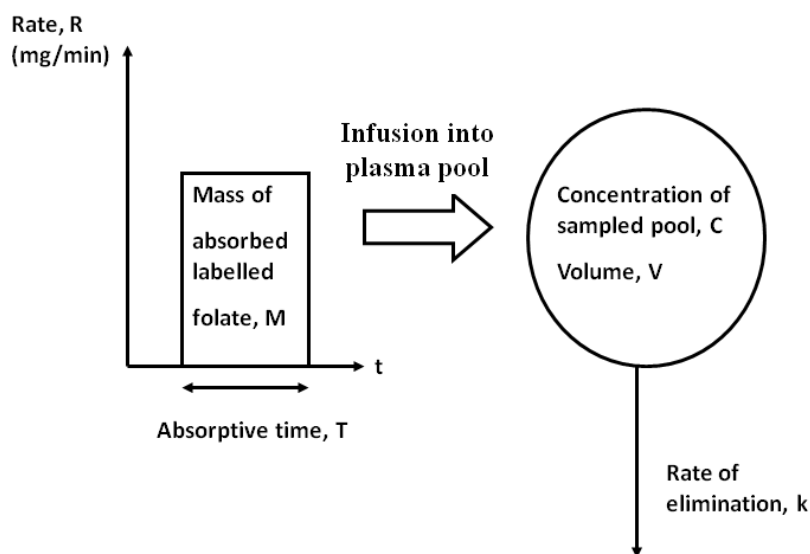 Rate, R
(mg/min)
Mass of
absorbed
labelled
folate, M
t
Absorptive time, T
Infusion into
plasma pool
Concentration of
sampled pool, C
Volume, V
Rate of
elimination, k